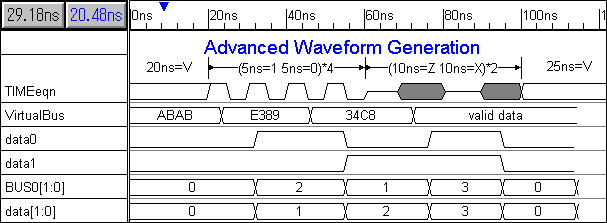 29.18ns 20.48ns 0ns 20ns 40ns 60ns 80ns 100ns
Advanced Waveform Generation
20ns=V (5ns=1 5ns=0)*4 (10ns=Z 10ns=X)*2 25ns=V
TIMEeqn
VirtualBus ABAB E389 34C8 valid data
data0
data1
BUS0[1:0] 0 2 1 3 0
data[1:0] 0 1 2 3 0